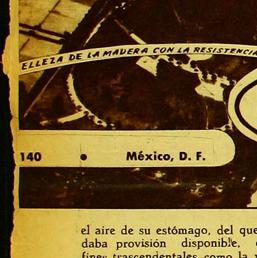 ELLEZA DE LA MADERA CON LA RESISTENCIA
140 • México, D. F.
el aire de su estómago, del que
daba provisión disponible,
fines trascendentales como la